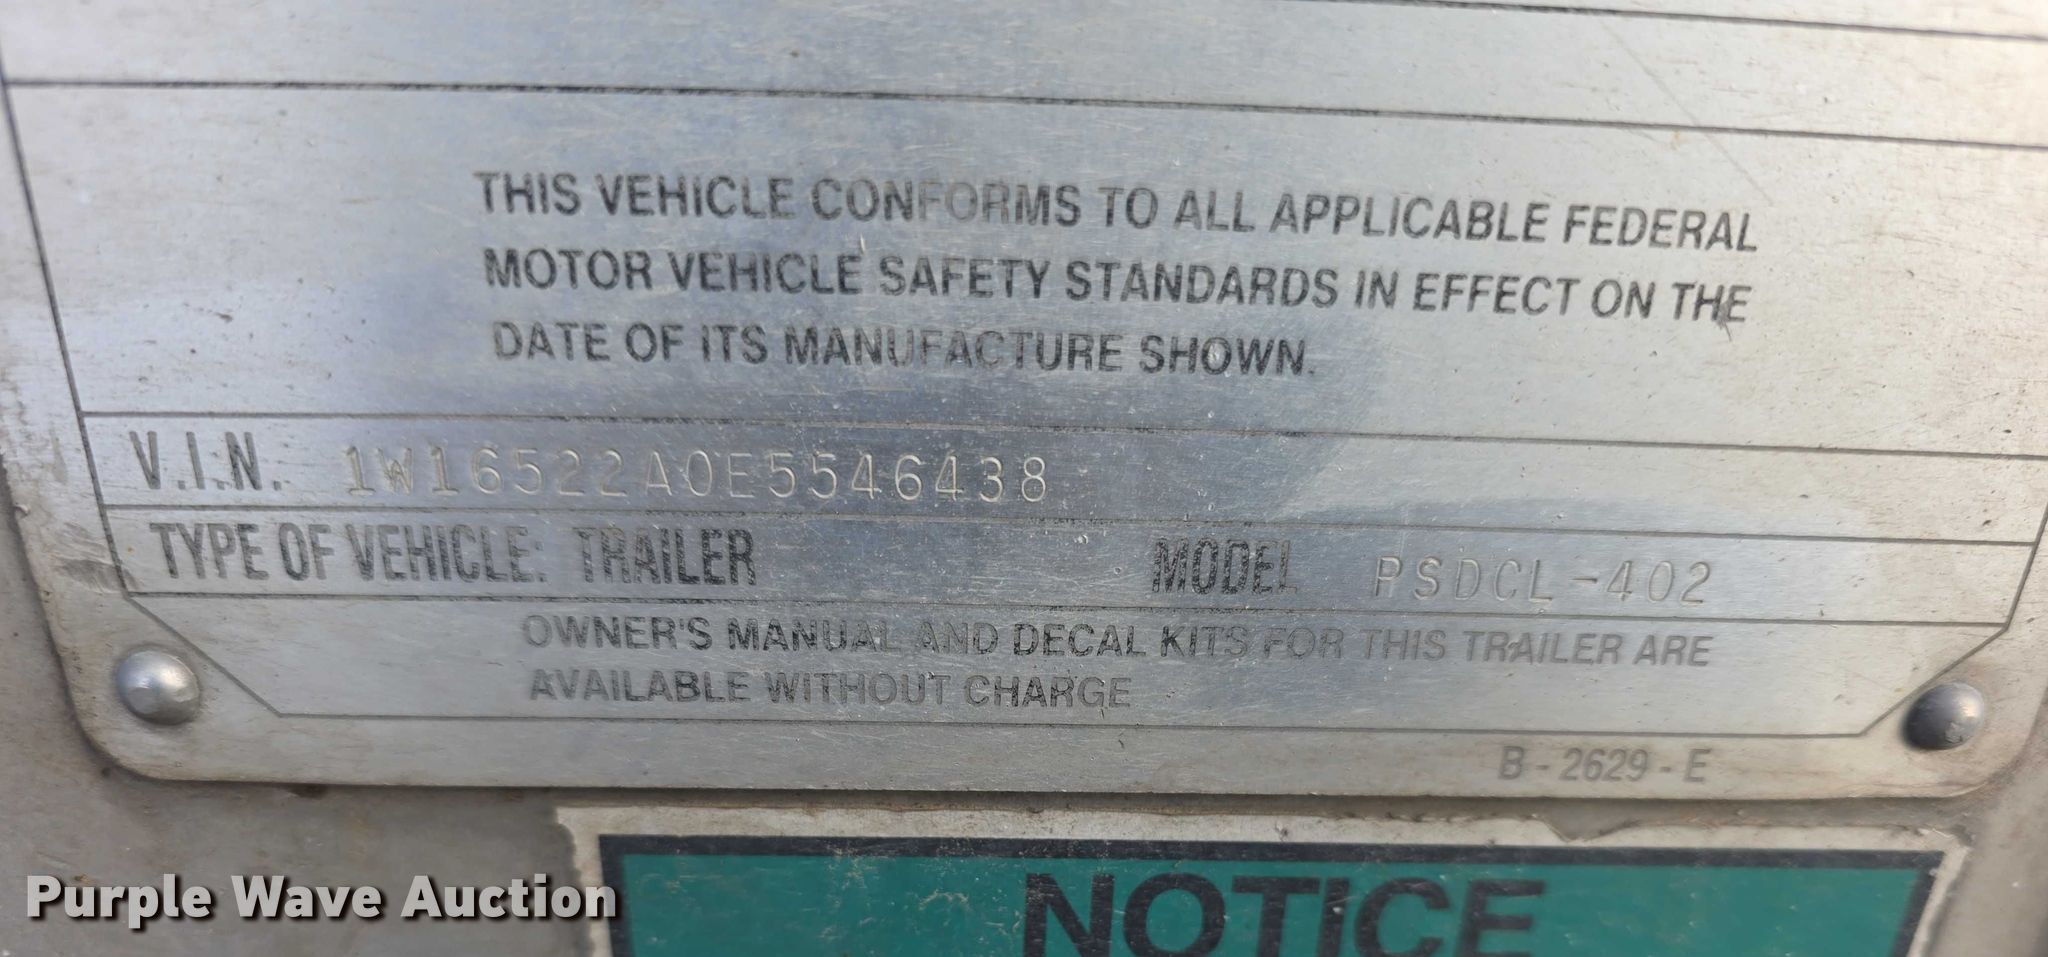 THIS VEHICLE CONFORMS TO ALL APPLICABLE FEDERAL
MOTOR VEHICLE SAFETY STANDARDS IN EFFECT ON THE
DATE OF ITS MANUFACTURE SHOWN.
V.I.N. 1W16522A0E5546438
TYPE OF VEHICLE: TRAILER MODEL PSDCL-402
OWNER'S MANUAL AND DECAL KITS FOR THIS TRAILER ARE
AVAILABLE WITHOUT CHARGE
B - 2629 - E
NOTICE
Purple Wave Auction